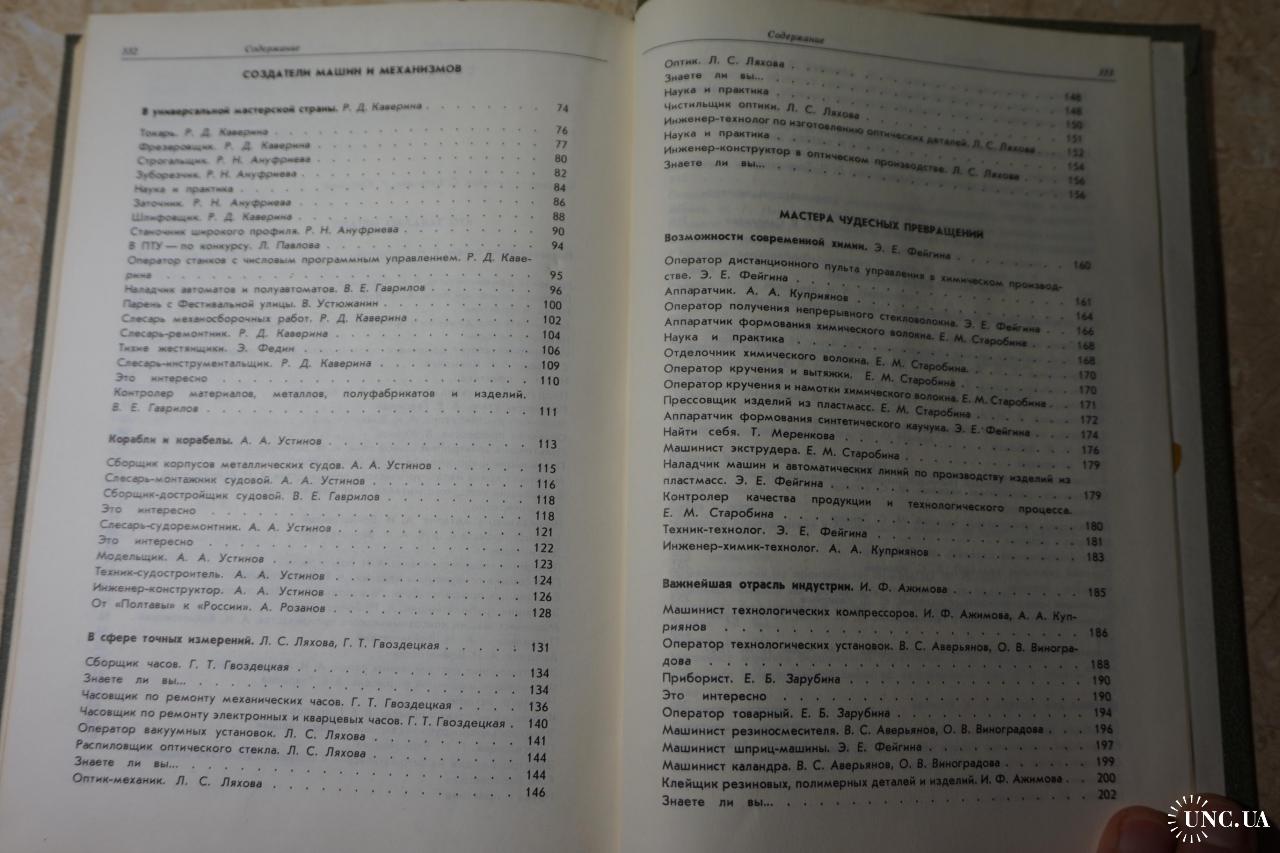 332
Содержание
СОЗДАТЕЛИ МАШИН И МЕХАНИЗМОВ
В универсальной мастерской страны. Р. Д. Каверина . . . . . . . . 74
Токарь. Р. Д. Каверина . . . . . . . . 76
Фрезеровщик. Р. Д. Каверина . . . . . . . . 77
Строгальщик. Р. Н. Ануфриева . . . . . . . . 80
Зуборезчик. Р. Н. Ануфриева . . . . . . . . 82
Наука и практика . . . . . . . . 84
Заточник. Р. Н. Ануфриева . . . . . . . . 86
Шлифовщик. Р. Д. Каверина . . . . . . . . 88
Станочник широкого профиля. Р. Н. Ануфриева . . . . . . . . 90
В ПТУ — по конкурсу. Л. Павлова . . . . . . . . 94
Оператор станков с числовым программным управлением. Р. Д. Каве-
рина . . . . . . . . 95
Наладчик автоматов и полуавтоматов. В. Е. Гаврилов . . . . . . . . 96
Парень с Фестивальной улицы. В. Устюжанин . . . . . . . . 100
Слесарь механосборочных работ. Р. Д. Каверина . . . . . . . . 102
Слесарь-ремонтник. Р. Д. Каверина . . . . . . . . 104
Тихие жестянщики. Э. Федин . . . . . . . . 106
Слесарь-инструментальщик. Р. Д. Каверина . . . . . . . . 109
Это интересно . . . . . . . . 110
Контролер материалов, металлов, полуфабрикатов и изделий.
В. Е. Гаврилов . . . . . . . . 111
Корабли и корабелы. А. А. Устинов . . . . . . . . 113
Сборщик корпусов металлических судов. А. А. Устинов . . . . . . . . 115
Слесарь-монтажник судовой. А. А. Устинов . . . . . . . . 116
Сборщик-достройщик судовой. В. Е. Гаврилов . . . . . . . . 118
Это интересно . . . . . . . . 118
Слесарь-судоремонтник. А. А. Устинов . . . . . . . . 121
Это интересно . . . . . . . . 122
Модельщик. А. А. Устинов . . . . . . . . 123
Техник-судостроитель. А. А. Устинов . . . . . . . . 124
Инженер-конструктор. А. А. Устинов . . . . . . . . 126
От «Полтавы» к «России». А. Розанов . . . . . . . . 128
В сфере точных измерений. Л. С. Ляхова, Г. Т. Гвоздецкая . . . . . 131
Сборщик часов. Г. Т. Гвоздецкая . . . . . . . . 134
Знаете ли вы... . . . . . . . . 134
Часовщик по ремонту механических часов. Г. Т. Гвоздецкая . . . . . 136
Часовщик по ремонту электронных и кварцевых часов. Г. Т. Гвоздецкая . 140
Оператор вакуумных установок. Л. С. Ляхова . . . . . . . . 141
Распиловщик оптического стекла. Л. С. Ляхова . . . . . . . . 144
Знаете ли вы... . . . . . . . . 144
Оптик-механик. Л. С. Ляхова . . . . . . . . 146
Содержание
333
Оптик. Л. С. Ляхова . . . . . . . . 148
Знаете ли вы... . . . . . . . . 148
Наука и практика . . . . . . . . 150
Чистильщик оптики. Л. С. Ляхова . . . . . . . . 151
Инженер-технолог по изготовлению оптических деталей. Л. С. Ляхова . . 152
Наука и практика . . . . . . . . 154
Инженер-конструктор в оптическом производстве. Л. С. Ляхова . . . 156
Знаете ли вы... . . . . . . . . 156
МАСТЕРА ЧУДЕСНЫХ ПРЕВРАЩЕНИЙ
Возможности современной химии. Э. Е. Фейгина . . . . . . . . 160
Оператор дистанционного пульта управления в химическом производ-
стве. Э. Е. Фейгина . . . . . . . . 161
Аппаратчик. А. А. Куприянов . . . . . . . . 164
Оператор получения непрерывного стекловолокна. Э. Е. Фейгина . . 166
Аппаратчик формования химического волокна. Е. М. Старобина . . . 168
Наука и практика . . . . . . . . 168
Отделочник химического волокна. Е. М. Старобина. . . . . . . . 170
Оператор кручения и вытяжки. Е. М. Старобина . . . . . . . . 170
Оператор кручения и намотки химического волокна. Е. М. Старобина . . 171
Прессовщик изделий из пластмасс. Е. М. Старобина . . . . . . . . 172
Аппаратчик формования синтетического каучука. Э. Е. Фейгина . . . 174
Найти себя. Т. Меренкова . . . . . . . . 176
Машинист экструдера. Е. М. Старобина . . . . . . . . 179
Наладчик машин и автоматических линий по производству изделий из
пластмасс. Э. Е. Фейгина . . . . . . . . 179
Контролер качества продукции и технологического процесса.
Е. М. Старобина . . . . . . . . 180
Техник-технолог. Э. Е. Фейгина . . . . . . . . 181
Инженер-химик-технолог. А. А. Куприянов . . . . . . . . 183
Важнейшая отрасль индустрии. И. Ф. Ажимова . . . . . . . . 185
Машинист технологических компрессоров. И. Ф. Ажимова, А. А. Куп-
риянов . . . . . . . . 186
Оператор технологических установок. В. С. Аверьянов, О. В. Виногра-
дова . . . . . . . . 188
Приборист. Е. Б. Зарубина . . . . . . . . 190
Это интересно . . . . . . . . 190
Оператор товарный. Е. Б. Зарубина . . . . . . . . 194
Машинист резиносмесителя. В. С. Аверьянов, О. В. Виноградова . . . 196
Машинист шприц-машины. Э. Е. Фейгина . . . . . . . . 197
Машинист каландра. В. С. Аверьянов, О. В. Виноградова . . . . . 199
Клейщик резиновых, полимерных деталей и изделий. И. Ф. Ажимова . . 200
Знаете ли вы... . . . . . . . . 202
UNC.UA